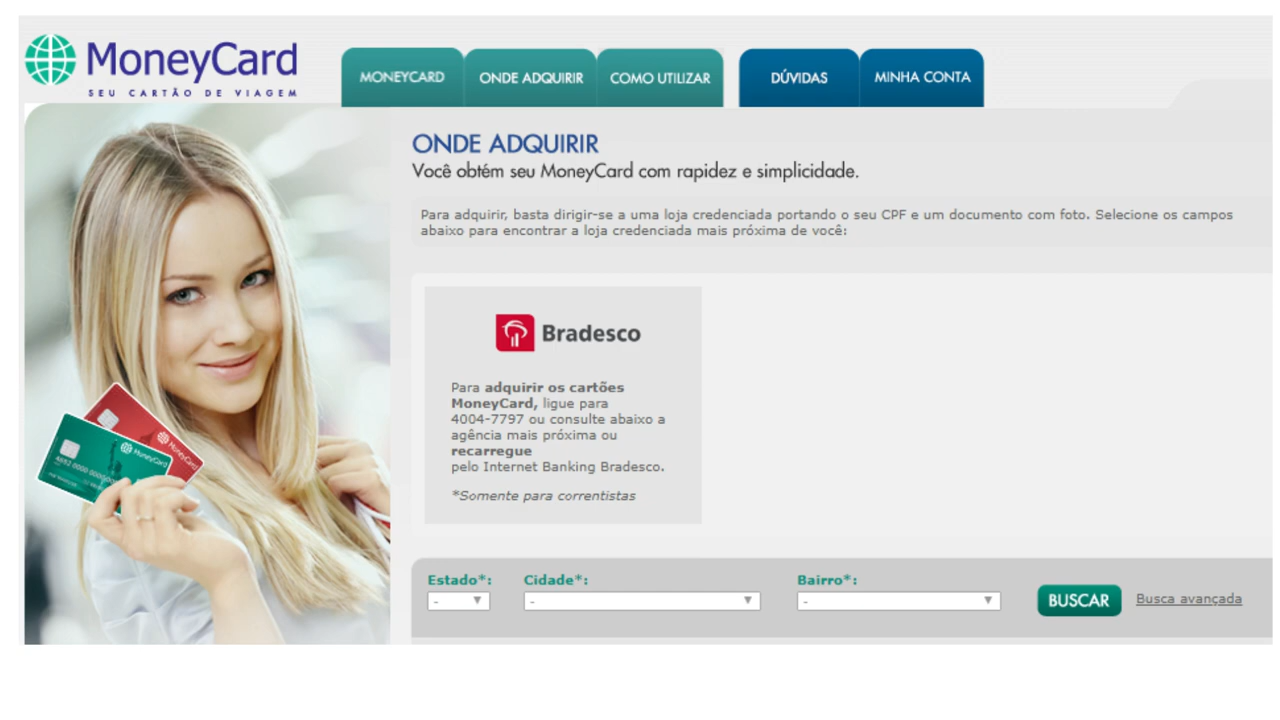 MoneyCard
SEU CARTÃO DE VIAGEM
MONEYCARD
ONDE ADQUIRIR
COMO UTILIZAR
DÚVIDAS
MINHA CONTA
ONDE ADQUIRIR
Você obtém seu MoneyCard com rapidez e simplicidade.
Para adquirir, basta dirigir-se a uma loja credenciada portando o seu CPF e um documento com foto. Selecione os campos
abaixo para encontrar a loja credenciada mais próxima de você:
Bradesco
Para adquirir os cartões
MoneyCard, ligue para
4004-7797 ou consulte abaixo a
agência mais próxima ou
recarregue
pelo Internet Banking Bradesco.
*Somente para correntistas
MoneyCard
MoneyCard
Estado*:
Cidade*:
Bairro*:
-
-
-
BUSCAR
Busca avançada